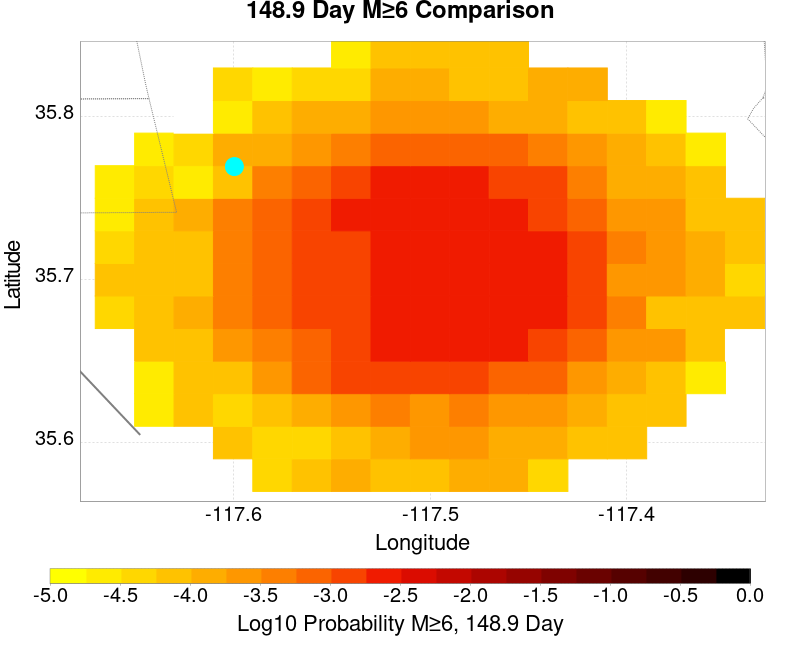 148.9 Day M≥6 Comparison
35.8
35.7
35.6
Latitude
-117.6 -117.5 -117.4
Longitude
-5.0 -4.5 -4.0 -3.5 -3.0 -2.5 -2.0 -1.5 -1.0 -0.5 0.0
Log10 Probability M≥6, 148.9 Day